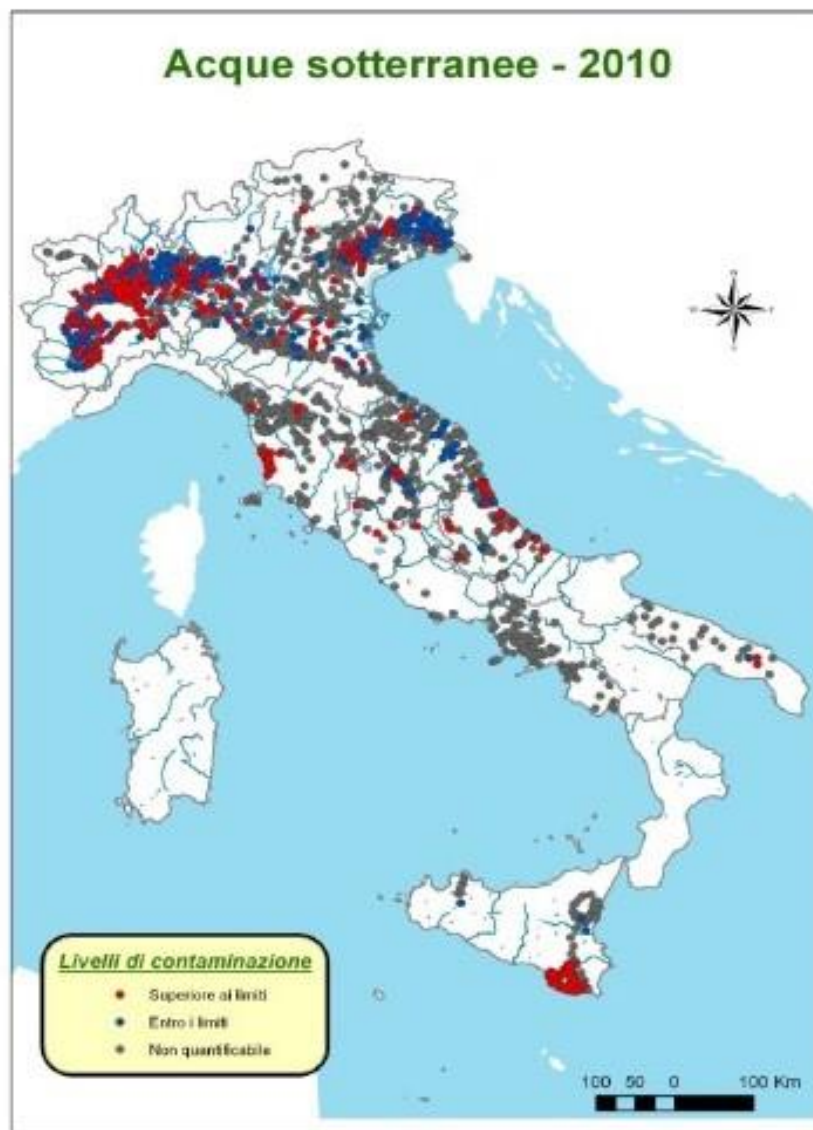 Acque sotterranee - 2010
Livelli di contaminazione
Superiore ai limiti
Entro i limiti
Non quantificabile
100 50 0 100 Km